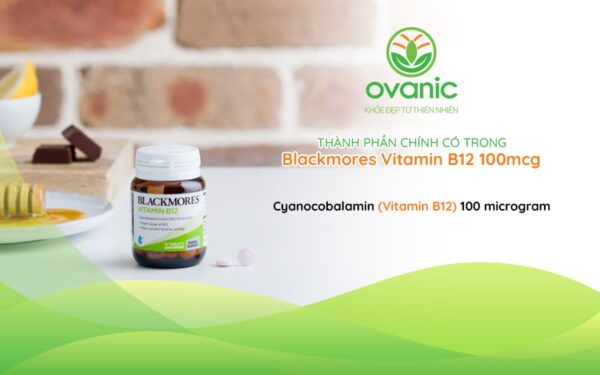 ovanic
KHỎE ĐẸP TỪ THIÊN NHIÊN
THÀNH PHẦN CHÍNH CÓ TRONG
Blackmores Vitamin B12 100mcg
Cyanocobalamin (Vitamin B12) 100 microgram
BLACKMORES
VITAMIN B12